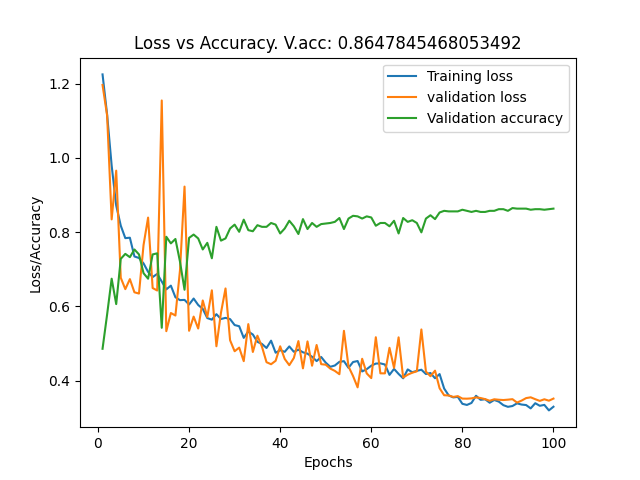 Loss vs Accuracy. V.acc: 0.8647845468053492
Training loss
validation loss
Validation accuracy
1.2
1.0
0.8
0.6
0.4
Loss/Accuracy
0 20 40 60 80 100
Epochs